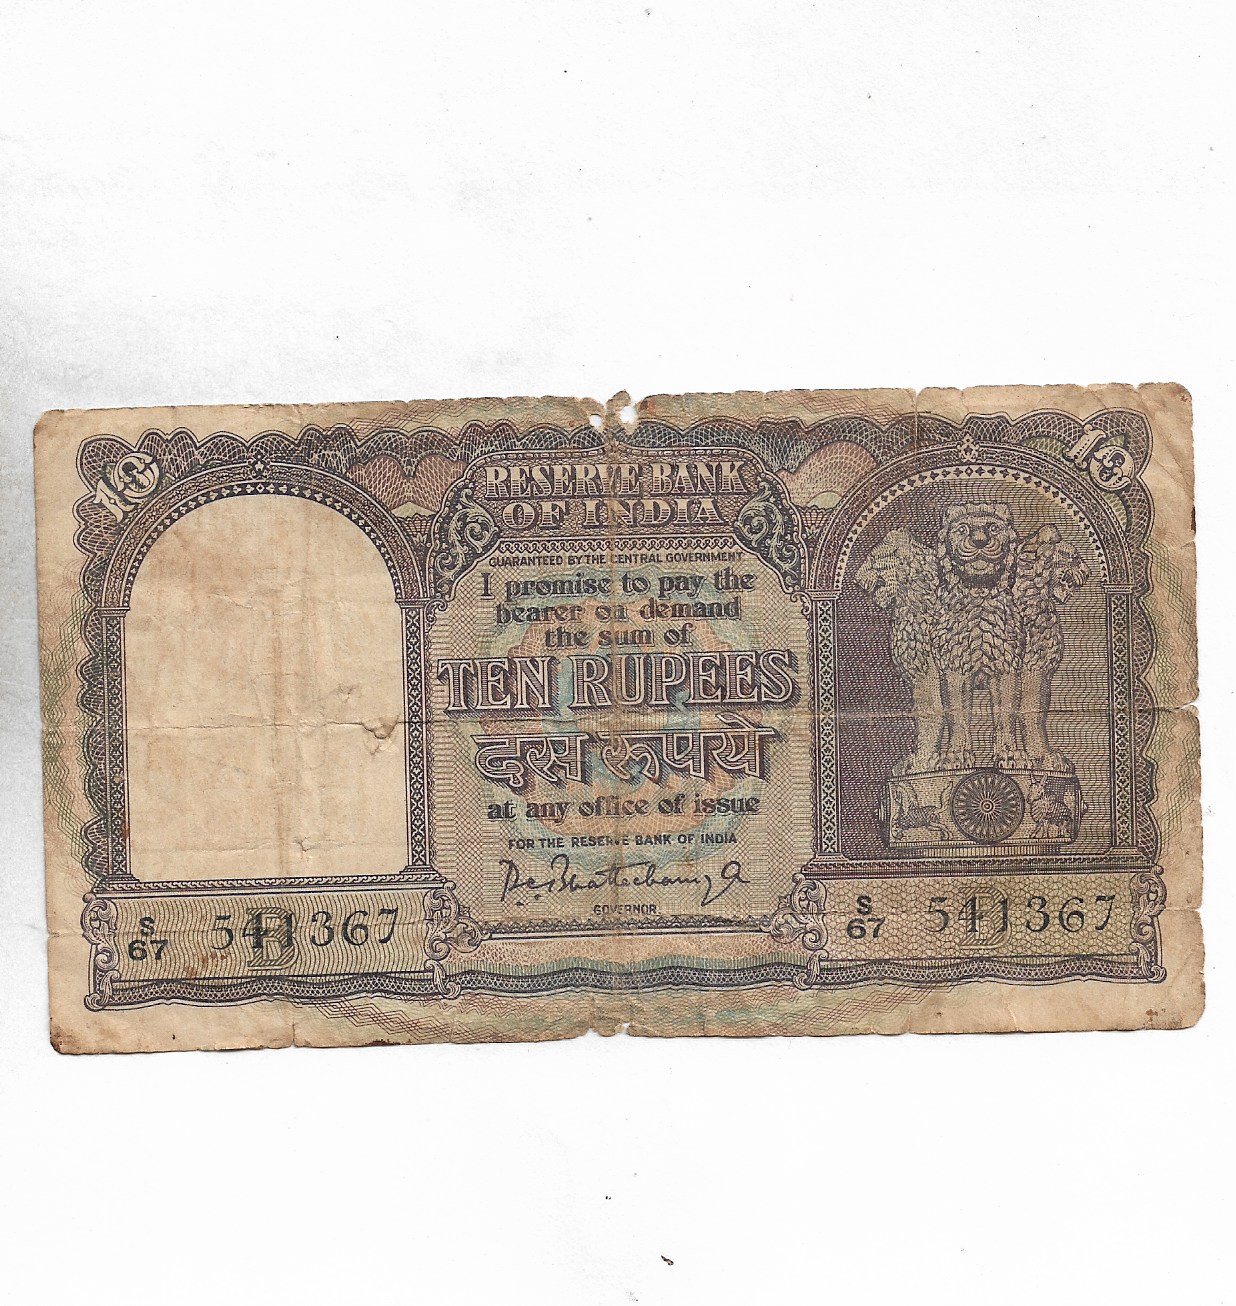 10
10
RESERVE BANK
OF INDIA
GUARANTEED BY THE CENTRAL GOVERNMENT
I promise to pay the
bearer on demand
the sum of
TEN RUPEES
दस रूपये
at any office of issue
FOR THE RESERVE BANK OF INDIA
P. C. Bhattacharyya
GOVERNOR
S
67 541367
B
S
67 541367
B